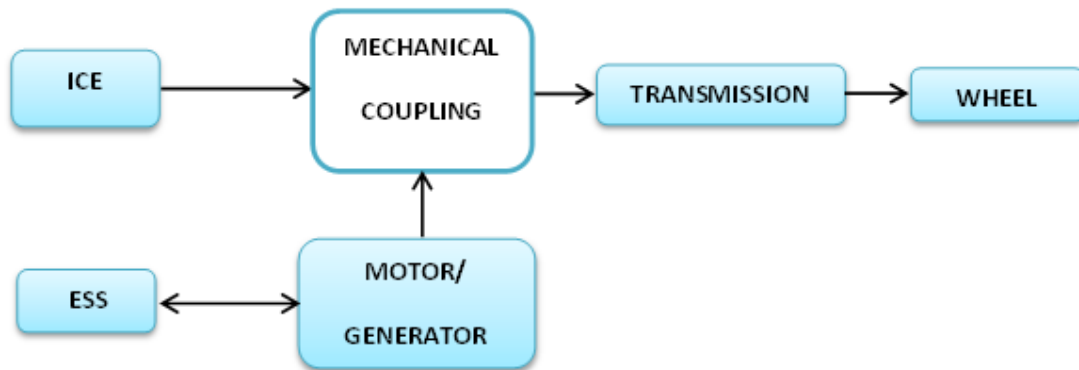 ICE
MECHANICAL
COUPLING
TRANSMISSION
WHEEL
ESS
MOTOR/
GENERATOR